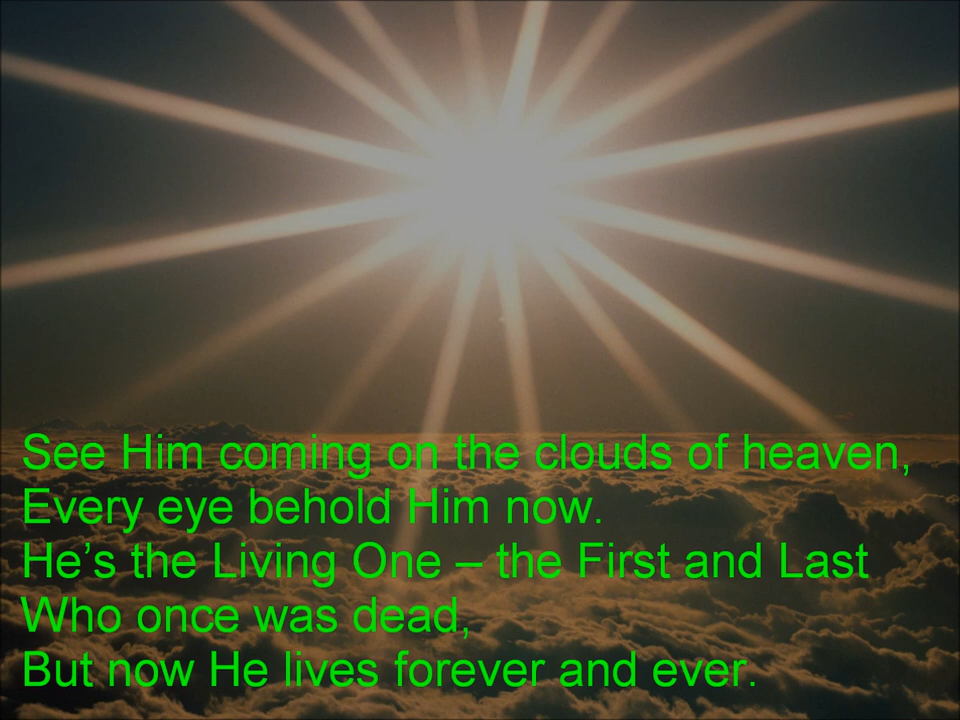 See Him coming on the clouds of heaven,
Every eye behold Him now.
He’s the Living One – the First and Last
Who once was dead,
But now He lives forever and ever.